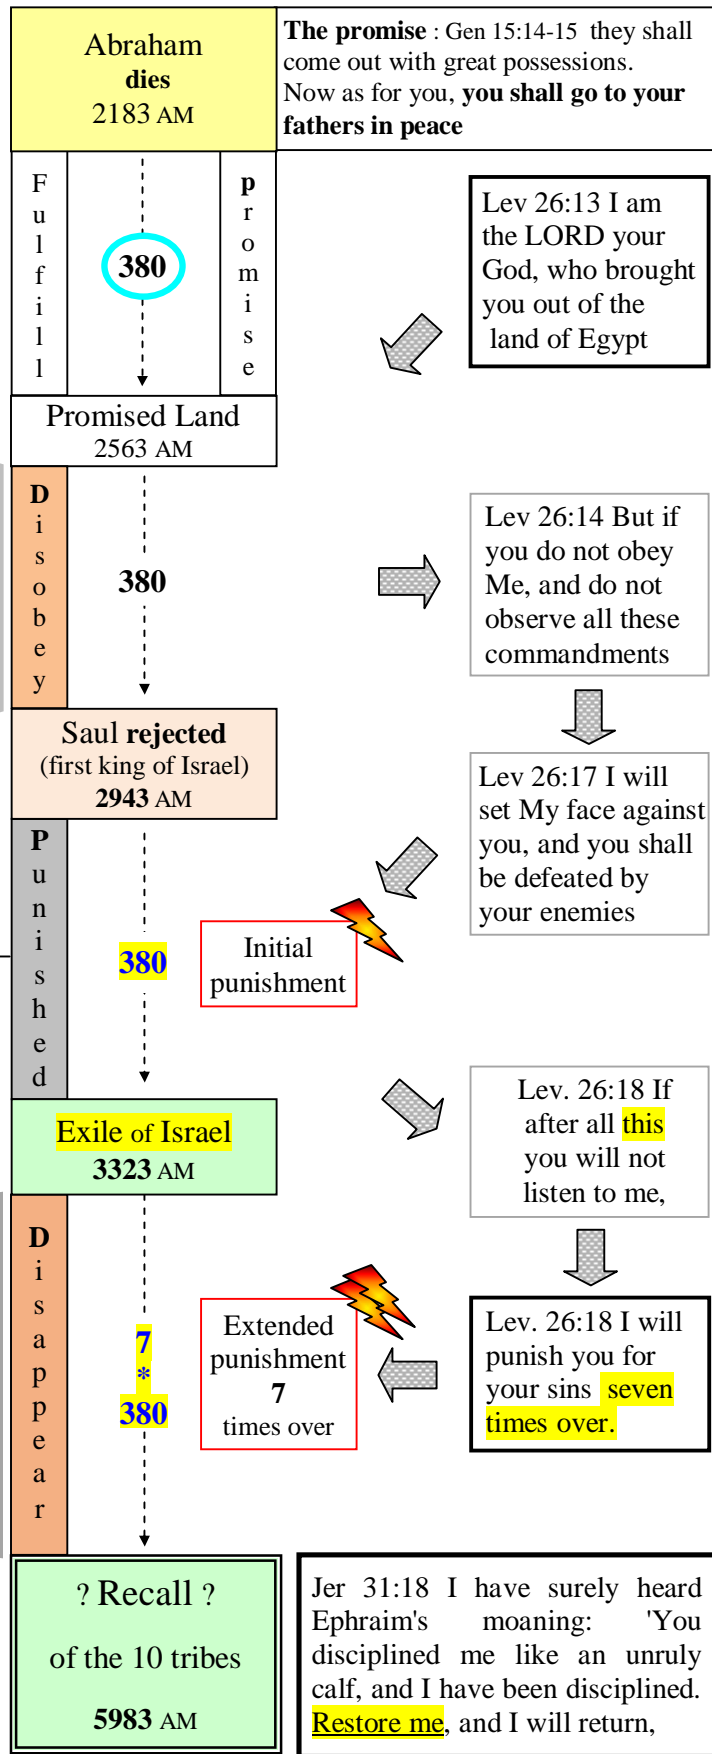 Abraham
dies
2183 AM
The promise : Gen 15:14-15 they shall
come out with great possessions.
Now as for you, you shall go to your
fathers in peace
Fulfill
380
promise
Lev 26:13 I am
the LORD your
God, who brought
you out of the
land of Egypt
Promised Land
2563 AM
Disobey
380
Lev 26:14 But if
you do not obey
Me, and do not
observe all these
commandments
Saul rejected
(first king of Israel)
2943 AM
Lev 26:17 I will
set My face against
you, and you shall
be defeated by
your enemies
Punished
380
Initial
punishment
Exile of Israel
3323 AM
Lev. 26:18 If
after all this
you will not
listen to me,
Disappear
7
*
380
Extended
punishment
7
times over
Lev. 26:18 I will
punish you for
your sins seven
times over.
? Recall ?
of the 10 tribes
5983 AM
Jer 31:18 I have surely heard
Ephraim's moaning: 'You
disciplined me like an unruly
calf, and I have been disciplined.
Restore me, and I will return,